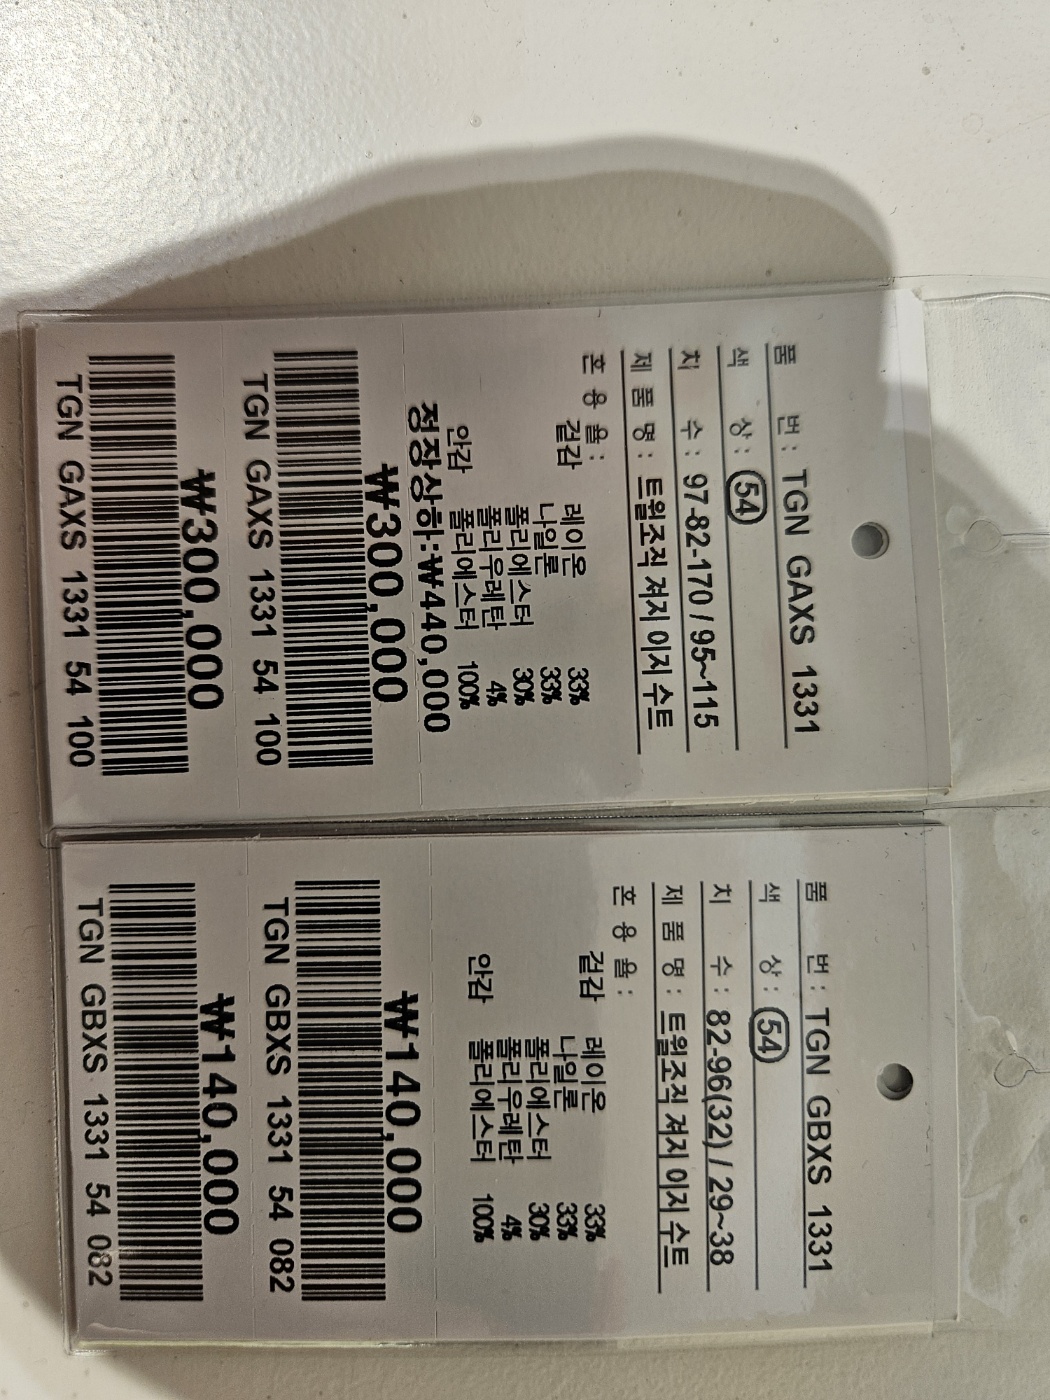 품 번 : TGN GAXS 1331
색 상 : 54
치 수 : 97-82-170 / 95~115
제 품 명 : 트윌조직 져지 이지 수트
혼 용 율 :
겉감 레이온 33%
나일론 33%
폴리에스터 30%
폴리우레탄 4%
안감 폴리에스터 100%
정장상하:₩440,000
₩300,000
TGN GAXS 1331 54 100
₩300,000
TGN GAXS 1331 54 100
품 번 : TGN GBXS 1331
색 상 : 54
치 수 : 82-96(32) / 29~38
제 품 명 : 트윌조직 져지 이지 수트
혼 용 율 :
겉감 레이온 33%
나일론 33%
폴리에스터 30%
폴리우레탄 4%
안감 폴리에스터 100%
₩140,000
TGN GBXS 1331 54 082
₩140,000
TGN GBXS 1331 54 082